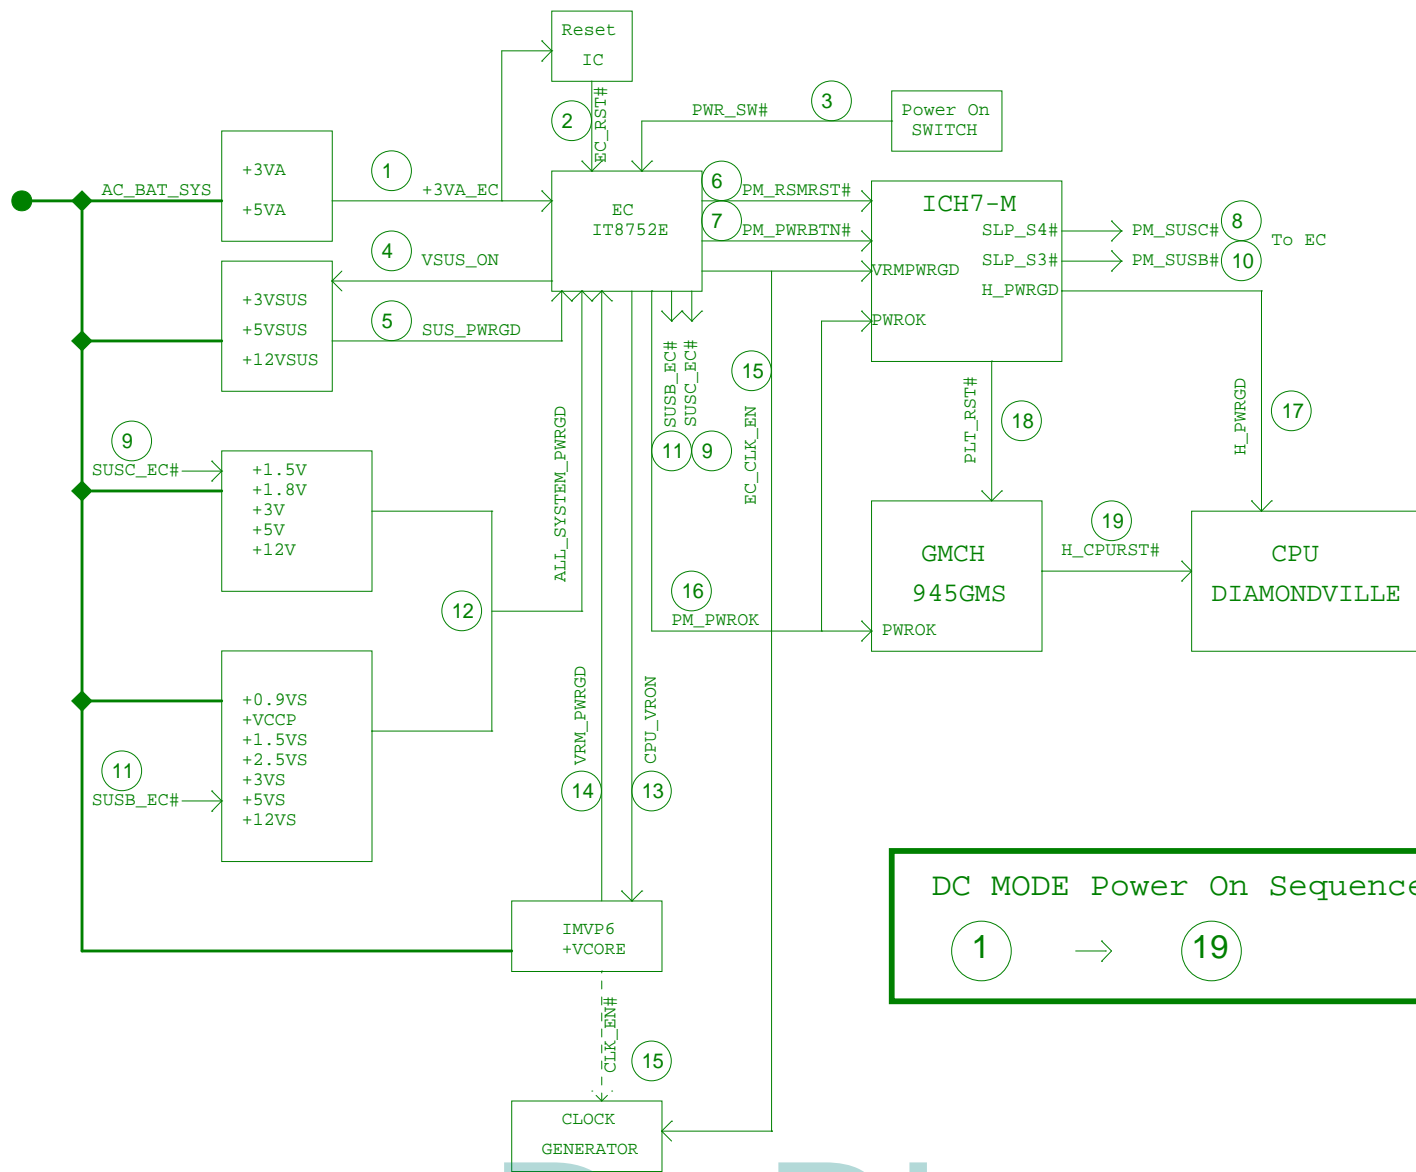 Reset
IC
2
EC_RST#
PWR_SW#
3
Power On
SWITCH
+3VA
+5VA
AC_BAT_SYS
1
+3VA_EC
EC
IT8752E
6
PM_RSMRST#
7
PM_PWRBTN#
ICH7-M
SLP_S4#
SLP_S3#
H_PWRGD
VRMPWRGD
PWROK
PM_SUSC#
8
PM_SUSB#
10
To EC
4
VSUS_ON
+3VSUS
+5VSUS
+12VSUS
5
SUS_PWRGD
SUSB_EC#
SUSC_EC#
11
9
15
EC_CLK_EN
PLT_RST#
18
H_PWRGD
17
9
SUSC_EC#
+1.5V
+1.8V
+3V
+5V
+12V
12
ALL_SYSTEM_PWRGD
16
PM_PWROK
GMCH
945GMS
PWROK
19
H_CPURST#
CPU
DIAMONDVILLE
11
SUSB_EC#
+0.9VS
+VCCP
+1.5VS
+2.5VS
+3VS
+5VS
+12VS
VRM_PWRGD
14
CPU_VRON
13
IMVP6
+VCORE
CLK_EN#
15
CLOCK
GENERATOR
DC MODE Power On Sequence
1
19